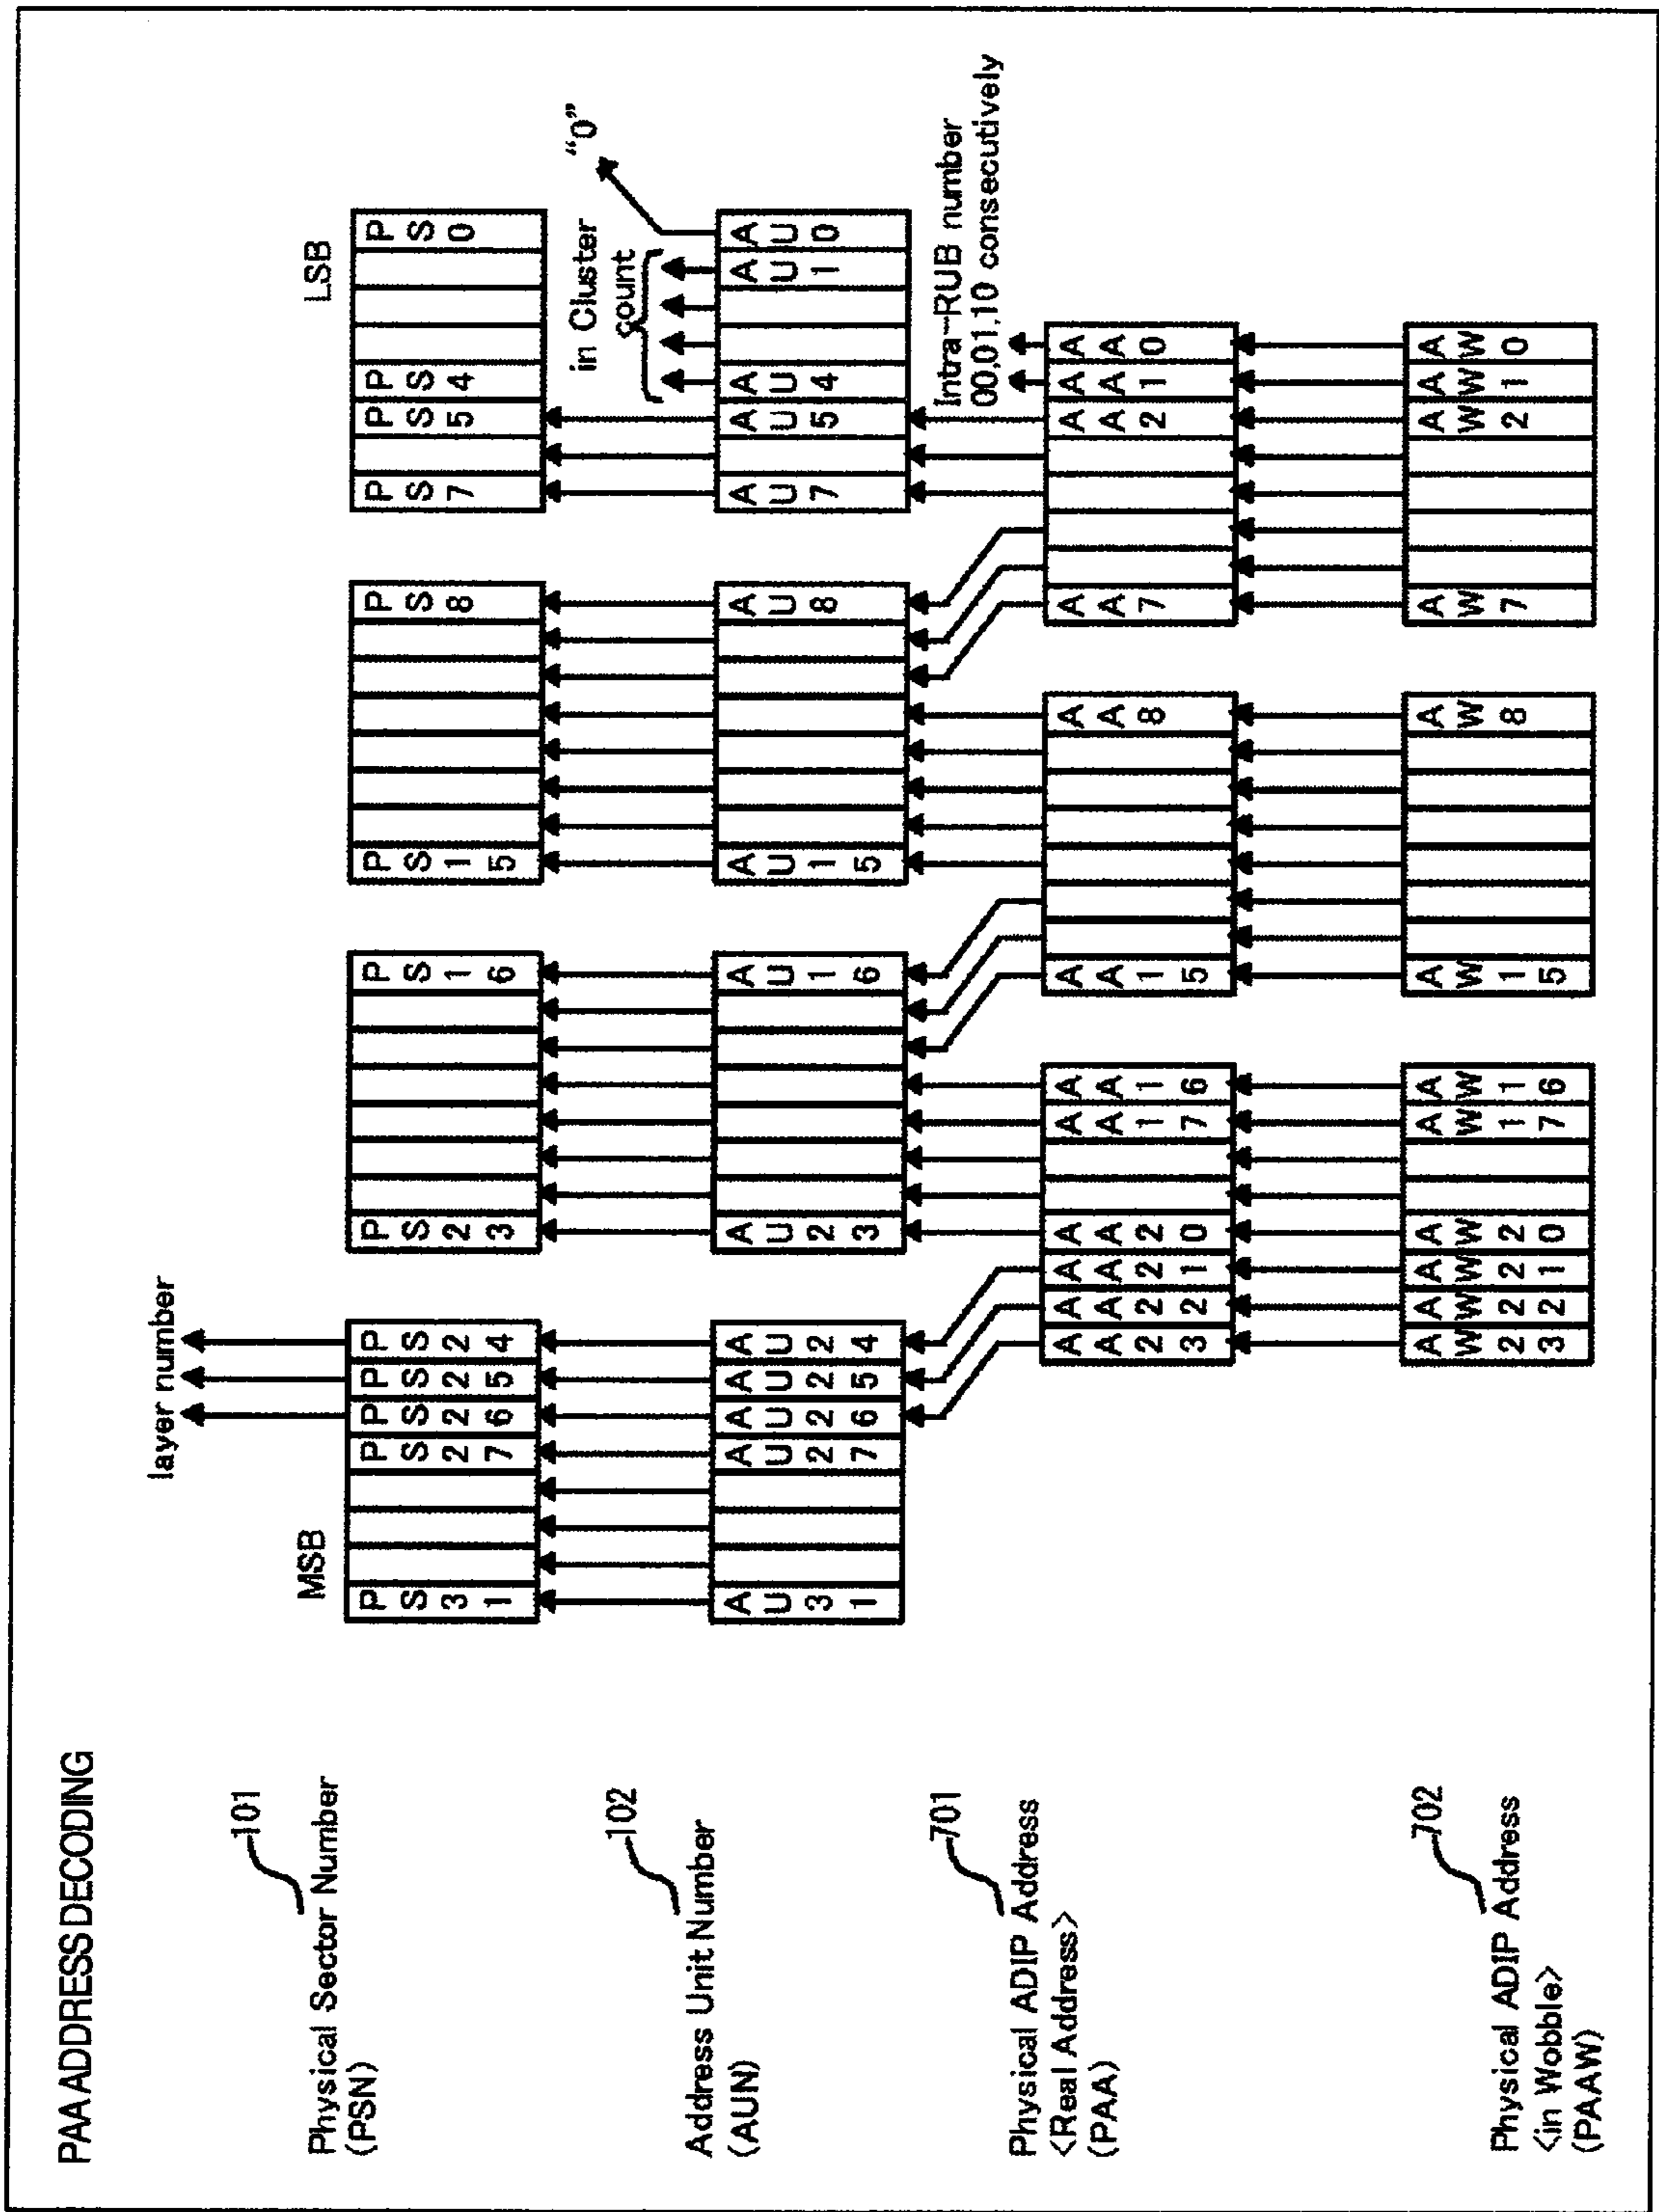 PAA ADDRESS DECODING
layer number
MSB
LSB
101
Physical Sector Number
(PSN)
PS31 PS27 PS26 PS25 PS24 PS23 PS16 PS15 PS8 PS7 PS5 PS4 PS0
in Cluster
count
"0"
102
Address Unit Number
(AUN)
AU31 AU27 AU26 AU25 AU24 AU23 AU16 AU15 AU8 AU7 AU5 AU4 AU1 AU0
Intra-RUB number
00,01,10 consecutively
701
Physical ADIP Address
<Real Address>
(PAA)
AA23 AA22 AA21 AA20 AA17 AA16 AA15 AA8 AA7 AA2 AA1 AA0
702
Physical ADIP Address
<in Wobble>
(PAAW)
AW23 AW22 AW21 AW20 AW17 AW16 AW15 AW8 AW7 AW2 AW1 AW0